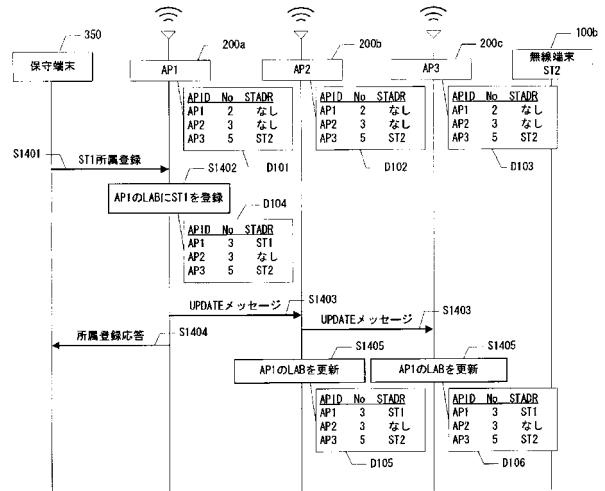 350
保守端末
200a
AP1
200b
AP2
200c
AP3
100b
無線端末
ST2
APID No STADR
AP1 2 なし
AP2 3 なし
AP3 5 ST2
D101
APID No STADR
AP1 2 なし
AP2 3 なし
AP3 5 ST2
D102
APID No STADR
AP1 2 なし
AP2 3 なし
AP3 5 ST2
D103
S1401
ST1所属登録
S1402
AP1のLABにST1を登録
D104
APID No STADR
AP1 3 ST1
AP2 3 なし
AP3 5 ST2
UPDATEメッセージ
S1403
UPDATEメッセージ
S1403
所属登録応答
S1404
S1405
AP1のLABを更新
S1405
AP1のLABを更新
APID No STADR
AP1 3 ST1
AP2 3 なし
AP3 5 ST2
D105
APID No STADR
AP1 3 ST1
AP2 3 なし
AP3 5 ST2
D106